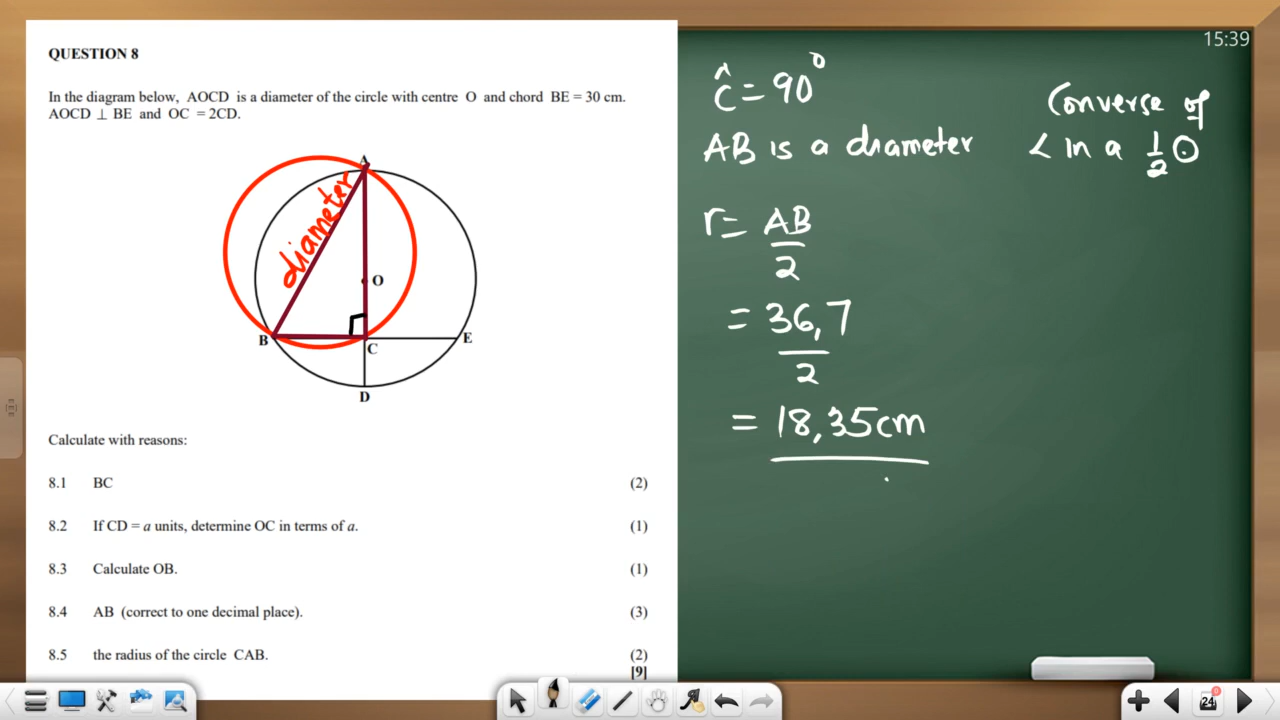 QUESTION 8
In the diagram below, AOCD is a diameter of the circle with centre O and chord BE = 30 cm.
AOCD ⊥ BE and OC = 2CD.
A
diameter
O
B
C
E
D
Calculate with reasons:
8.1 BC (2)
8.2 If CD = a units, determine OC in terms of a. (1)
8.3 Calculate OB. (1)
8.4 AB (correct to one decimal place). (3)
8.5 the radius of the circle CAB. (2)
[9]
15:39
Ĉ = 90°
AB is a diameter
Converse of
∠ in a ½ ⊙
r = AB/2
= 36,7/2
= 18,35cm
24